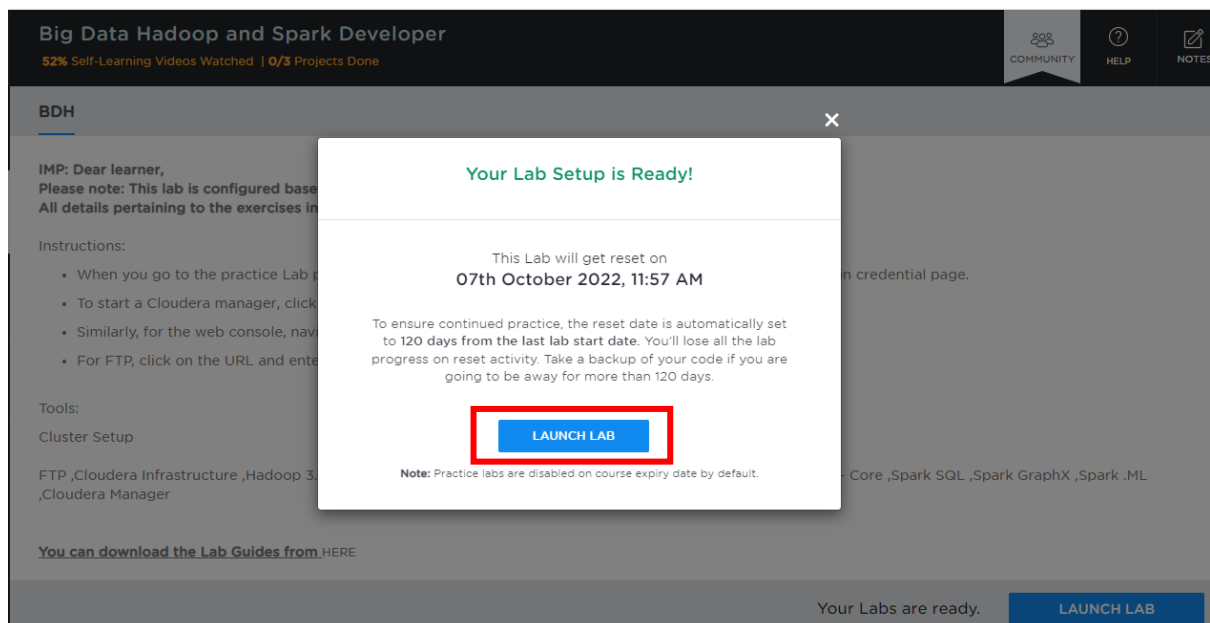 Big Data Hadoop and Spark Developer
52% Self-Learning Videos Watched | 0/3 Projects Done
COMMUNITY
HELP
NOTES
BDH
IMP: Dear learner,
Please note: This lab is configured base
All details pertaining to the exercises in
Instructions:
• When you go to the practice Lab p
n credential page.
• To start a Cloudera manager, click
• Similarly, for the web console, navi
• For FTP, click on the URL and ente
Tools:
Cluster Setup
FTP ,Cloudera Infrastructure ,Hadoop 3.
- Core ,Spark SQL ,Spark GraphX ,Spark .ML
,Cloudera Manager
You can download the Lab Guides from HERE
Your Lab Setup is Ready!
This Lab will get reset on
07th October 2022, 11:57 AM
To ensure continued practice, the reset date is automatically set
to 120 days from the last lab start date. You'll lose all the lab
progress on reset activity. Take a backup of your code if you are
going to be away for more than 120 days.
LAUNCH LAB
Note: Practice labs are disabled on course expiry date by default.
Your Labs are ready.
LAUNCH LAB